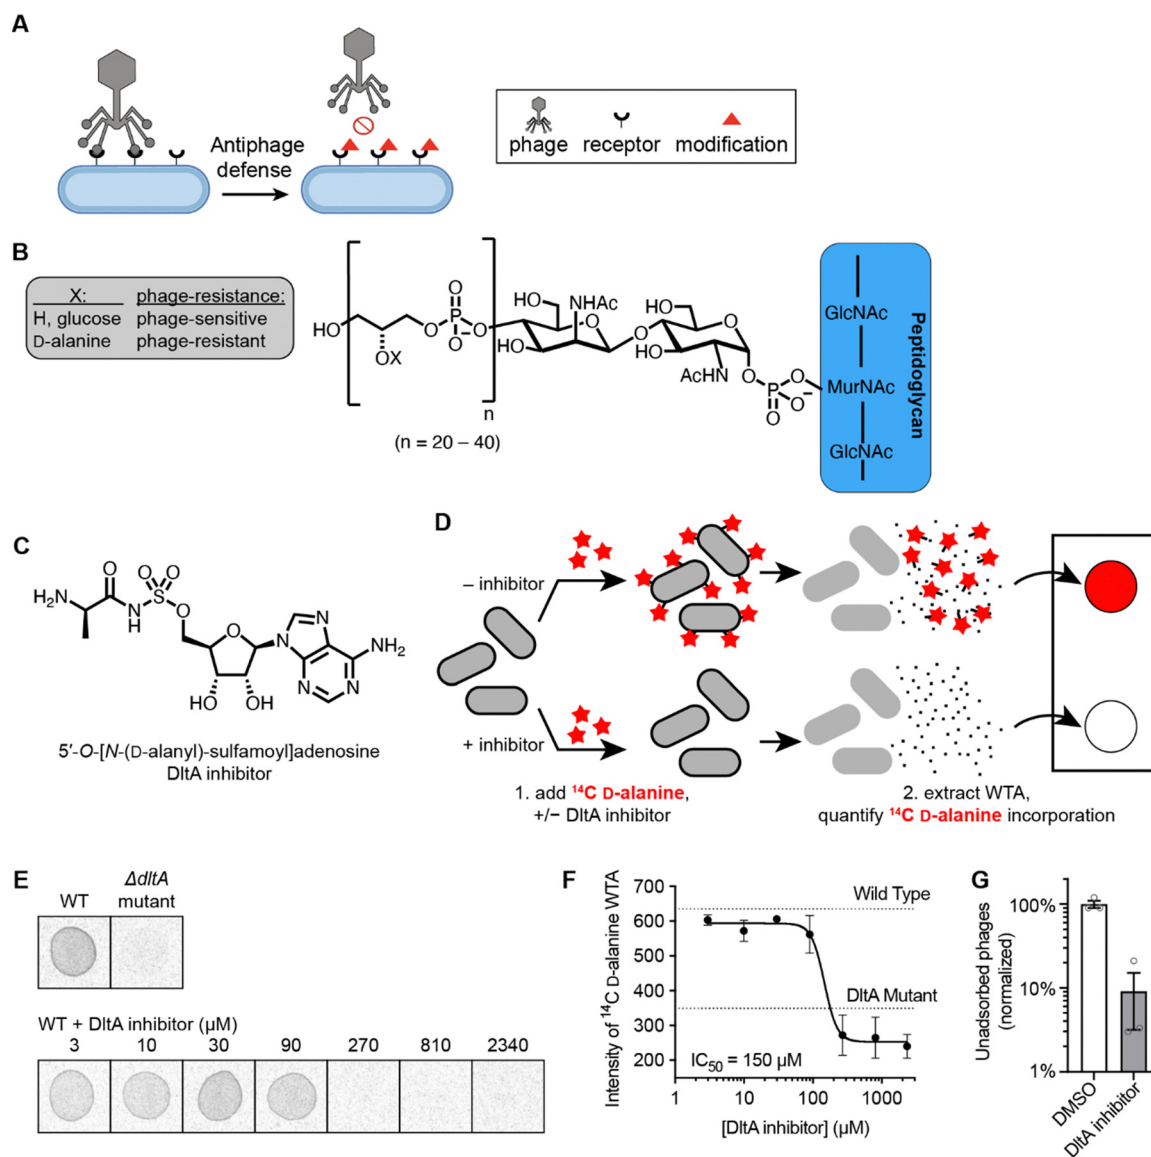 A
Antiphage
defense
phage receptor modification
B
X: phage-resistance:
H, glucose phage-sensitive
D-alanine phage-resistant
HO
OX
O
O
P
O
O−
n
(n = 20 – 40)
HO
NHAc
O
HO
O
HO
O
HO
AcHN
O
O
P
O−
O
GlcNAc
MurNAc
GlcNAc
Peptidoglycan
C
H2N
O
N
H
O O
S
O
O
N
N
N
N
NH2
HO OH
5′-O-[N-(D-alanyl)-sulfamoyl]adenosine
DltA inhibitor
D
– inhibitor
+ inhibitor
1. add 14C D-alanine,
+/− DltA inhibitor
2. extract WTA,
quantify 14C D-alanine incorporation
E
WT
ΔdltA
mutant
WT + DltA inhibitor (μM)
3 10 30 90 270 810 2340
F
Intensity of 14C D-alanine WTA
700
600
500
400
300
200
Wild Type
DltA Mutant
IC50 = 150 μM
1 10 100 1000
[DltA inhibitor] (μM)
G
Unadsorbed phages
(normalized)
100%
10%
1%
DMSO
DltA inhibitor